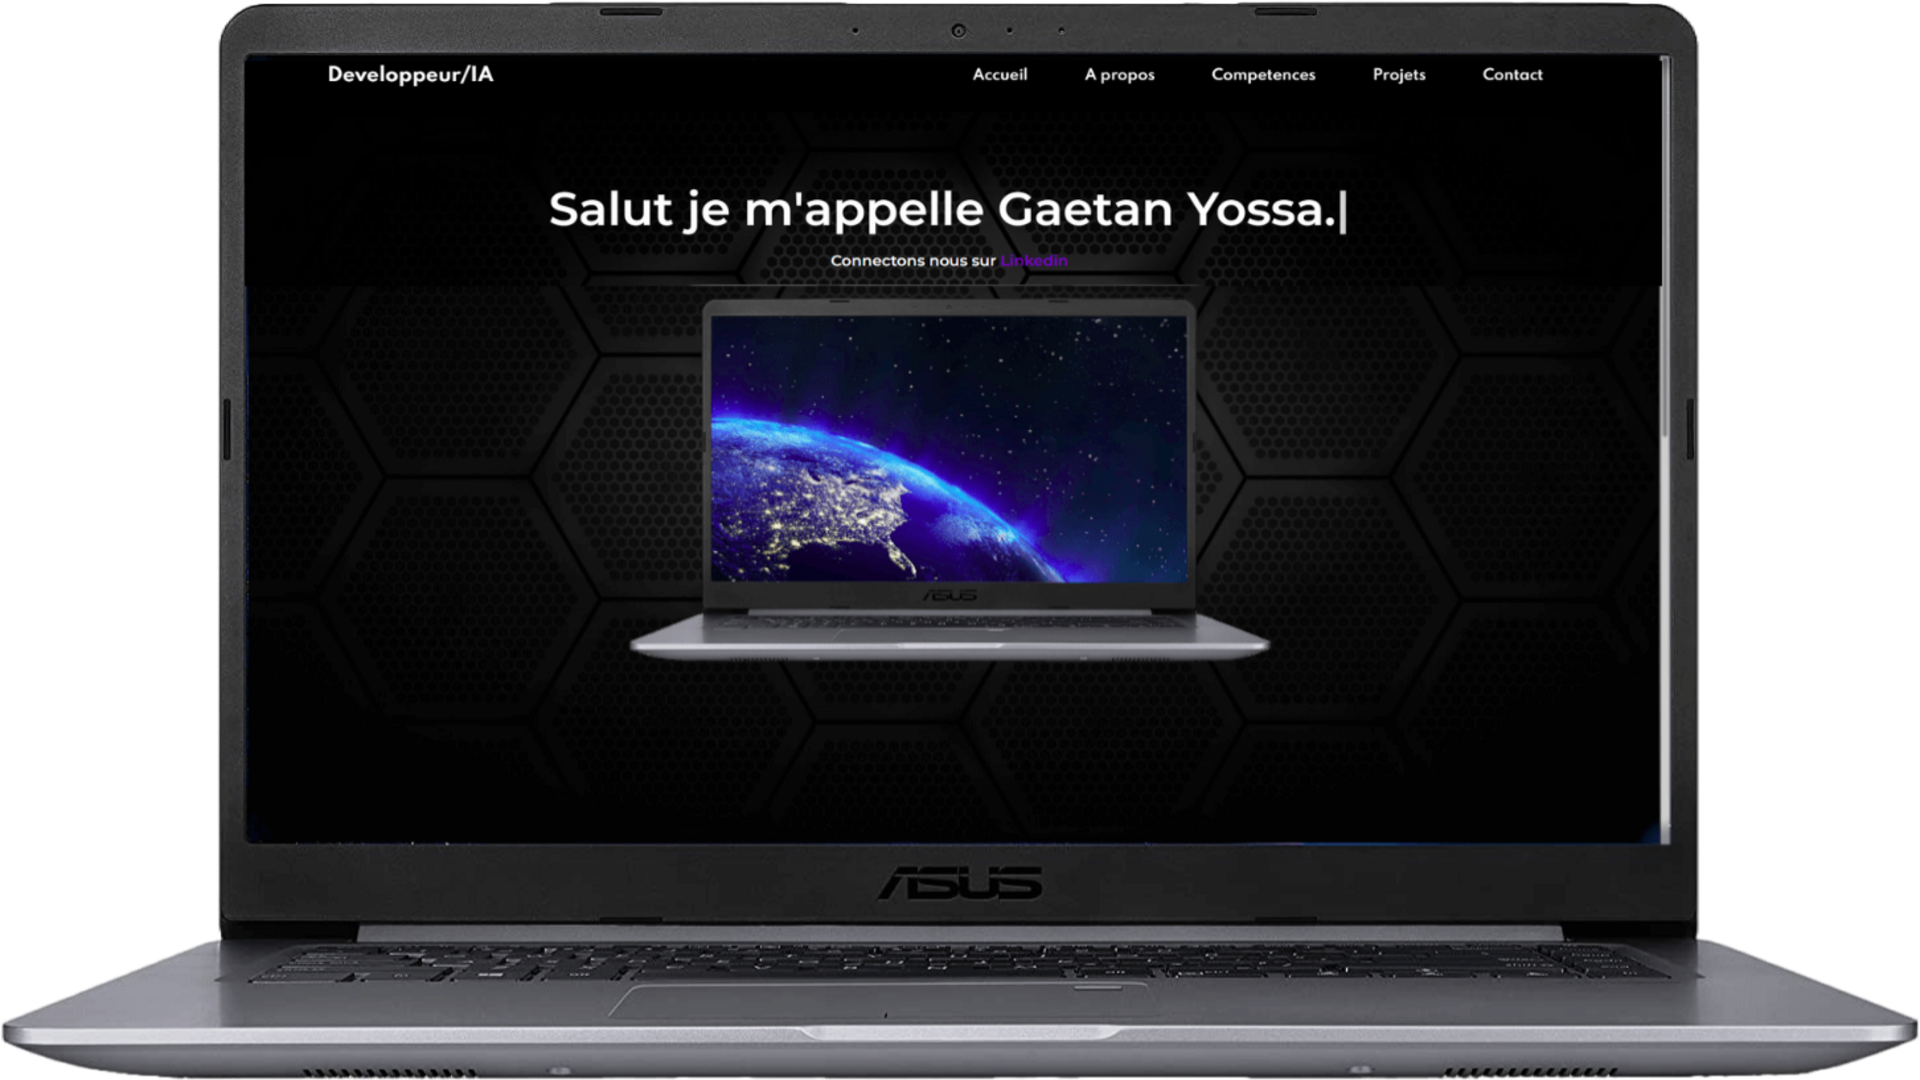 Developpeur/IA
Accueil
A propos
Competences
Projets
Contact
Salut je m'appelle Gaetan Yossa.|
Connectons nous sur Linkedin
ASUS
ASUS